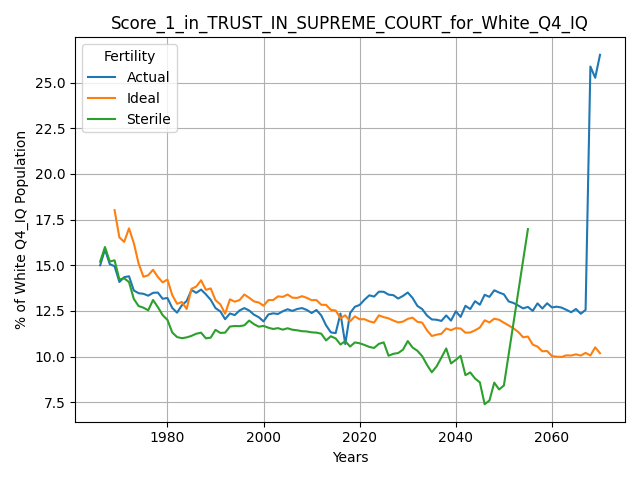 Score_1_in_TRUST_IN_SUPREME_COURT_for_White_Q4_IQ
Fertility
Actual
Ideal
Sterile
% of White Q4_IQ Population
25.0
22.5
20.0
17.5
15.0
12.5
10.0
7.5
1980 2000 2020 2040 2060
Years